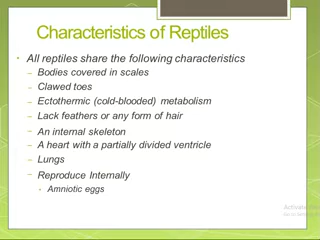 Characteristics of Reptiles
• All reptiles share the following characteristics
– Bodies covered in scales
– Clawed toes
– Ectothermic (cold-blooded) metabolism
– Lack feathers or any form of hair
– An internal skeleton
– A heart with a partially divided ventricle
– Lungs
– Reproduce Internally
• Amniotic eggs
Activate